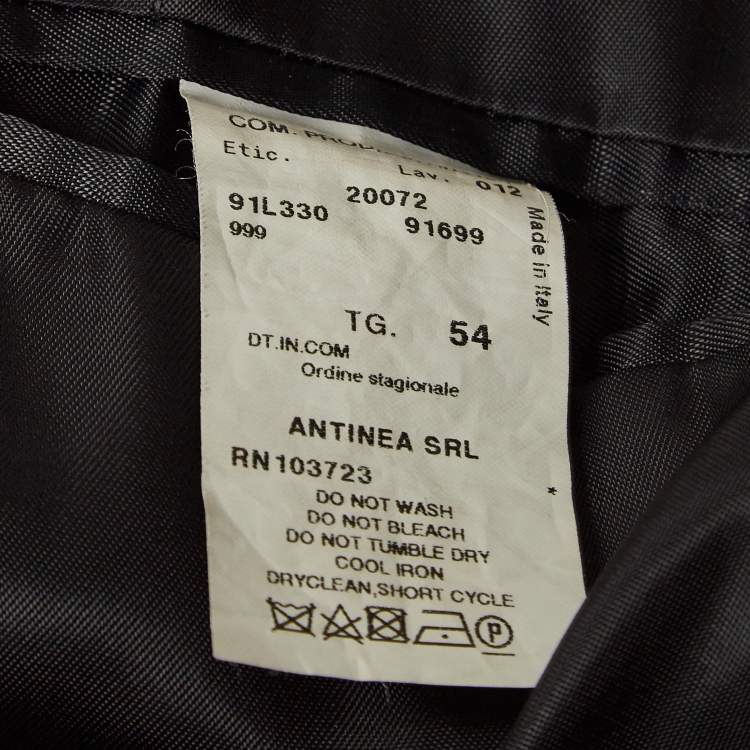 COM.
Etic. Lav. 012
20072
91L330 91699
999
Made in Italy
TG. 54
DT.IN.COM
Ordine stagionale
ANTINEA SRL
RN103723
*
DO NOT WASH
DO NOT BLEACH
DO NOT TUMBLE DRY
COOL IRON
DRYCLEAN,SHORT CYCLE
P